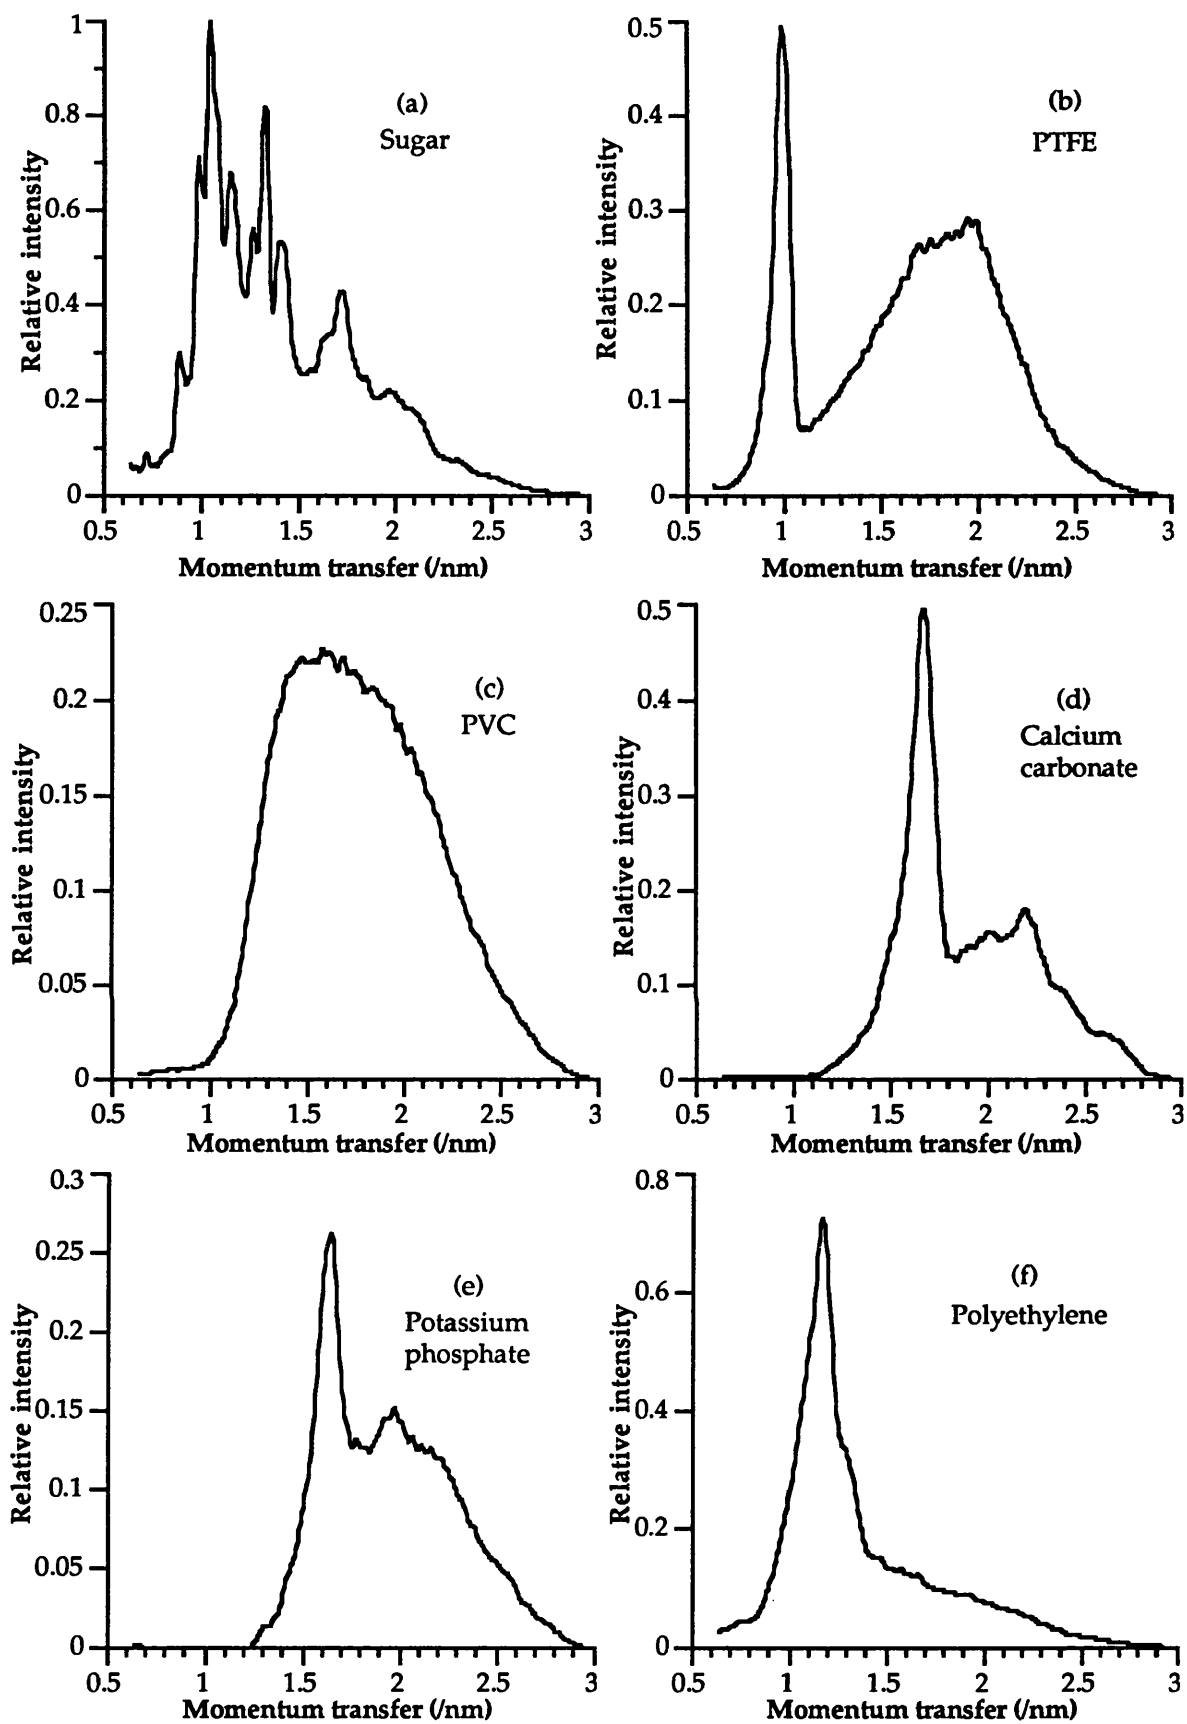 1
0.8
0.6
0.4
0.2
0
Relative intensity
(a)
Sugar
0.5 1 1.5 2 2.5 3
Momentum transfer (/nm)
0.5
0.4
0.3
0.2
0.1
0
Relative intensity
(b)
PTFE
0.5 1 1.5 2 2.5 3
Momentum transfer (/nm)
0.25
0.2
0.15
0.1
0.05
0
Relative intensity
(c)
PVC
0.5 1 1.5 2 2.5 3
Momentum transfer (/nm)
0.5
0.4
0.3
0.2
0.1
0
Relative intensity
(d)
Calcium
carbonate
0.5 1 1.5 2 2.5 3
Momentum transfer (/nm)
0.3
0.25
0.2
0.15
0.1
0.05
0
Relative intensity
(e)
Potassium
phosphate
0.5 1 1.5 2 2.5 3
Momentum transfer (/nm)
0.8
0.6
0.4
0.2
0
Relative intensity
(f)
Polyethylene
0.5 1 1.5 2 2.5 3
Momentum transfer (/nm)